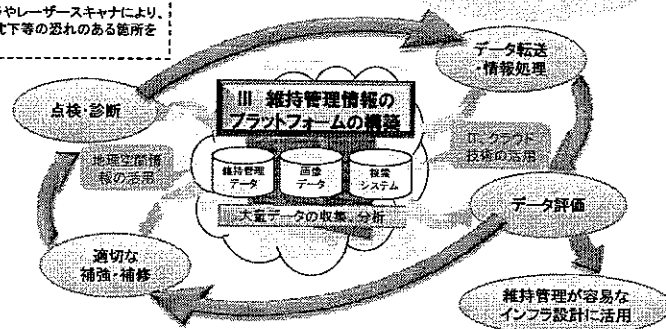 やレーザースキャナにより、
下等の恐れのある箇所を
データ転送
・情報処理
点検・診断
Ⅲ 維持管理情報の
プラットフォームの構築
地理空間情
報の活用
クラウド
技術の活用
維持管理
データ
画像
データ
検索
システム
大量データの収集、分析
データ評価
適切な
補強・補修
維持管理が容易な
インフラ設計に活用